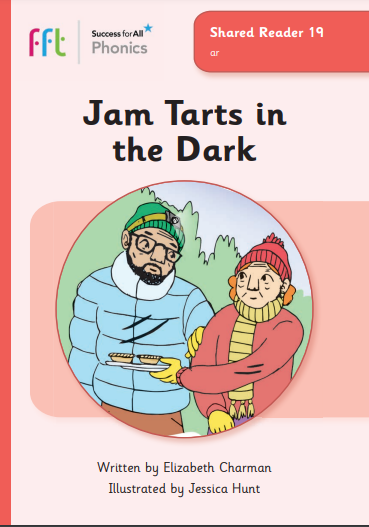 fft
Success for All
Phonics
Shared Reader 19
ar
Jam Tarts in
the Dark
Written by Elizabeth Charman
Illustrated by Jessica Hunt